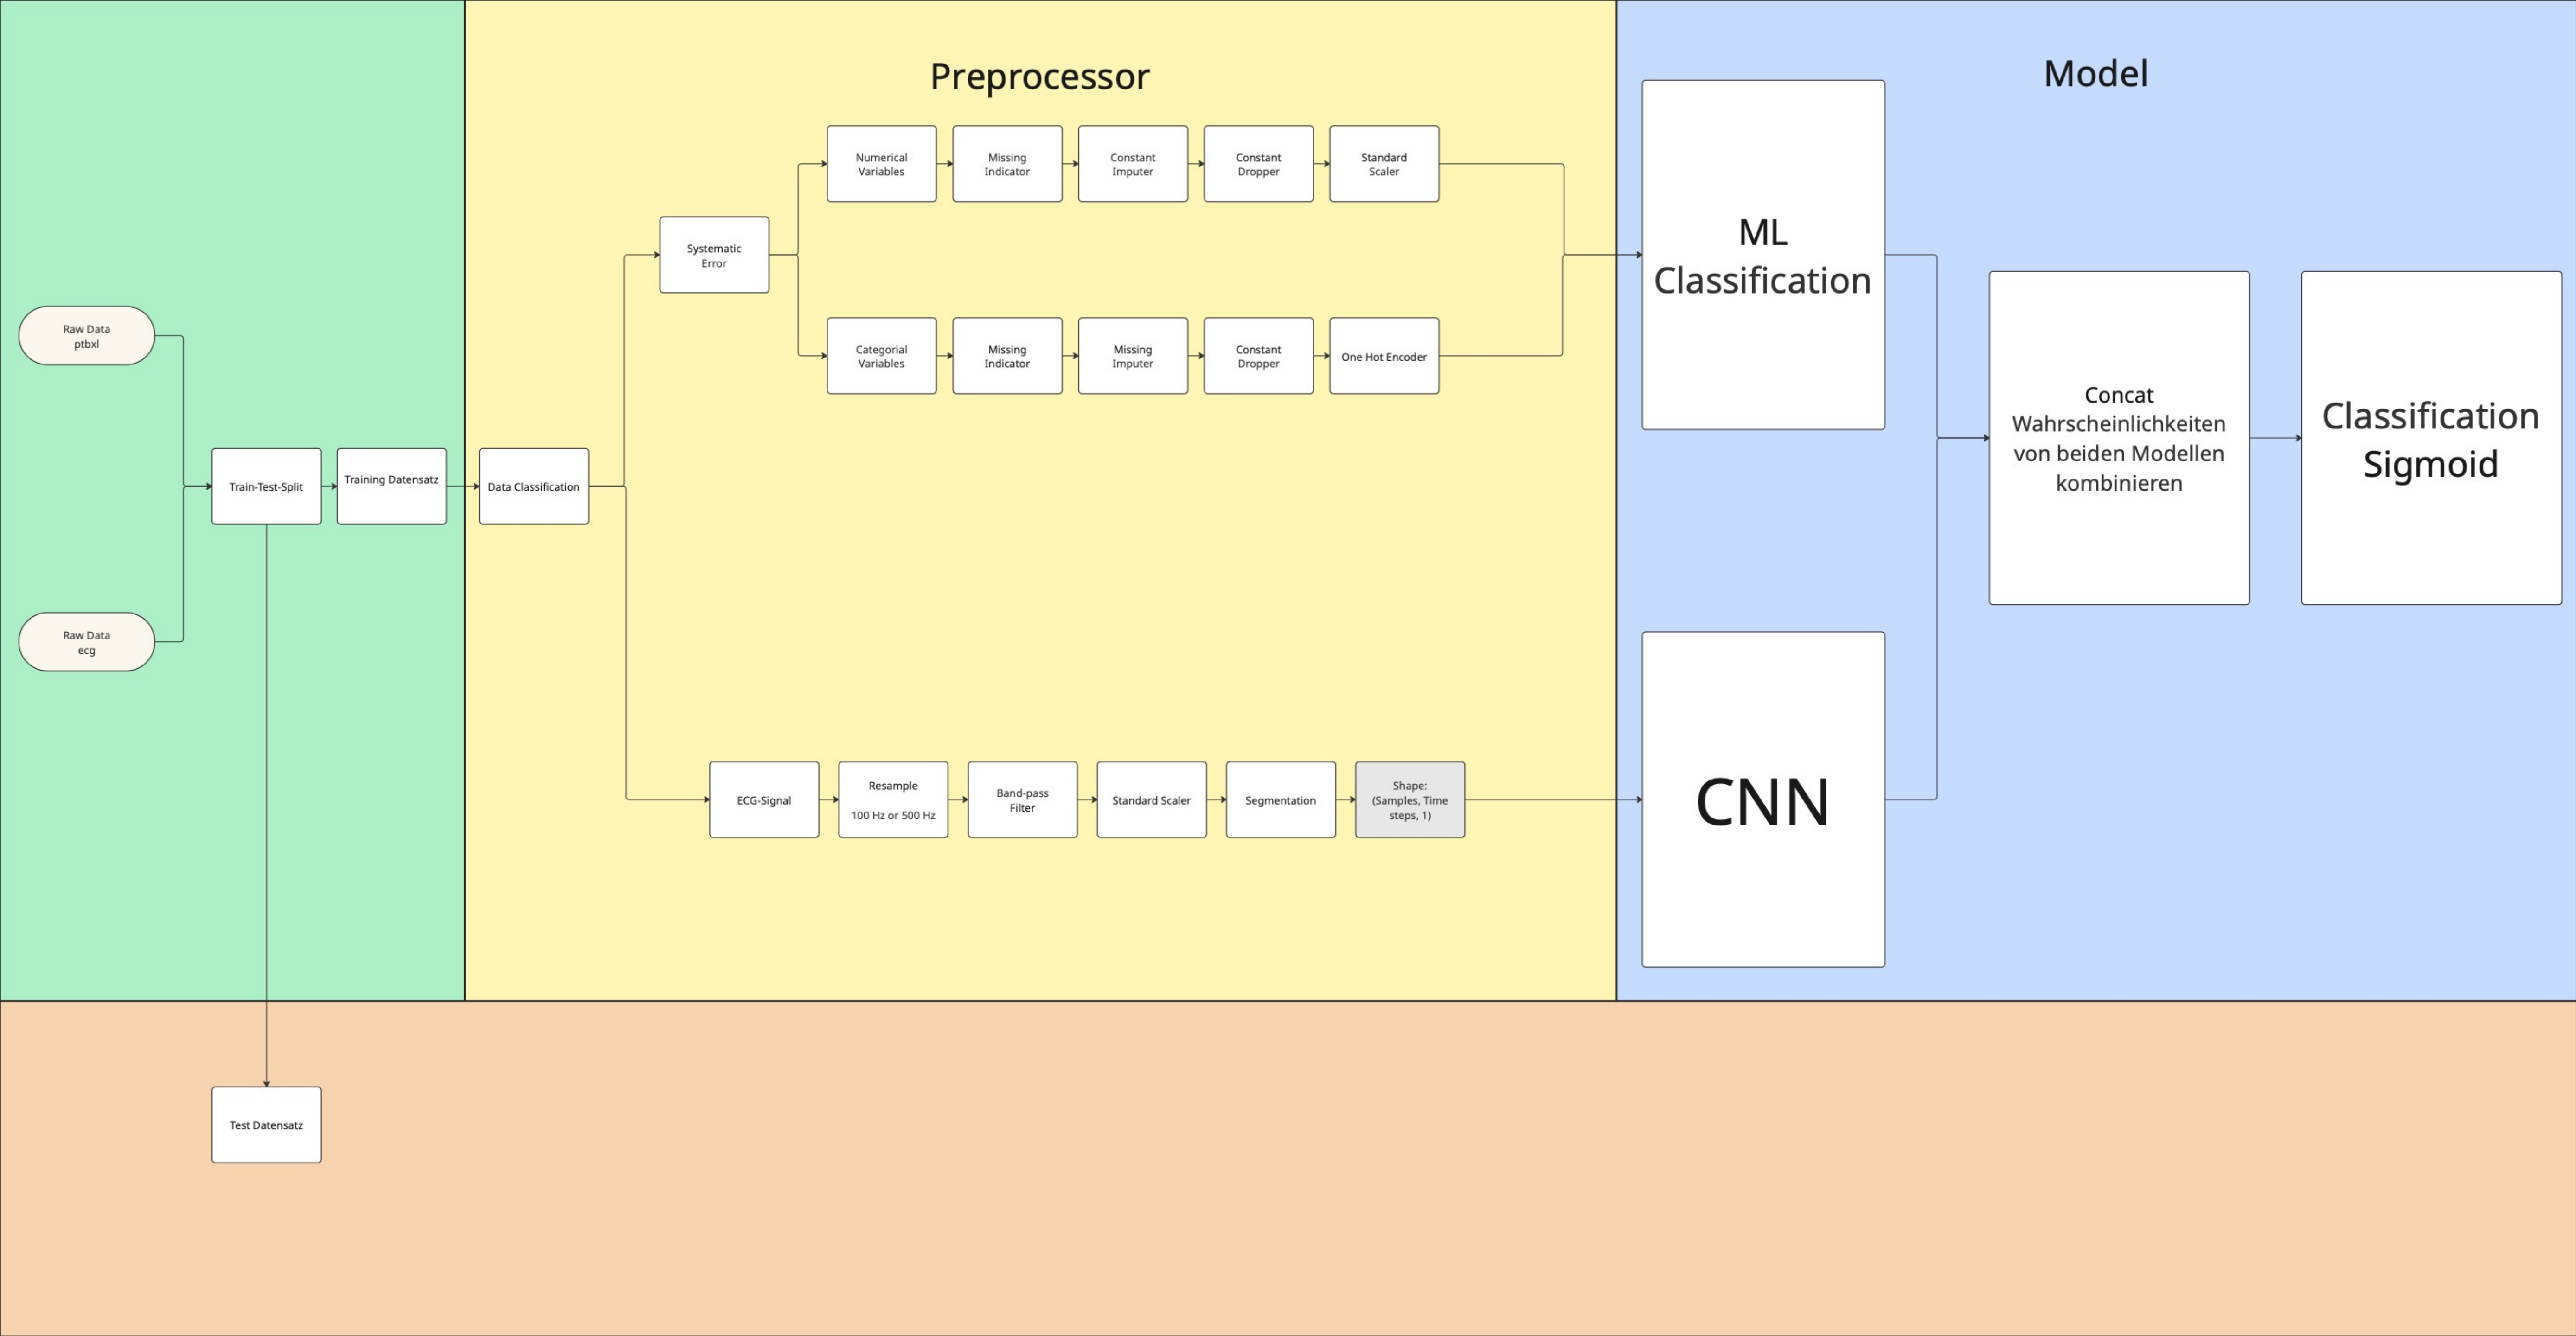 Preprocessor
Model
Numerical
Variables
Missing
Indicator
Constant
Imputer
Constant
Dropper
Standard
Scaler
Systematic
Error
ML
Classification
Raw Data
ptbxl
Categorial
Variables
Missing
Indicator
Missing
Imputer
Constant
Dropper
One Hot Encoder
Concat
Wahrscheinlichkeiten
von beiden Modellen
kombinieren
Classification
Sigmoid
Train-Test-Split
Training Datensatz
Data Classification
Raw Data
ecg
ECG-Signal
Resample
100 Hz or 500 Hz
Band-pass
Filter
Standard Scaler
Segmentation
Shape:
(Samples, Time
steps, 1)
CNN
Test Datensatz